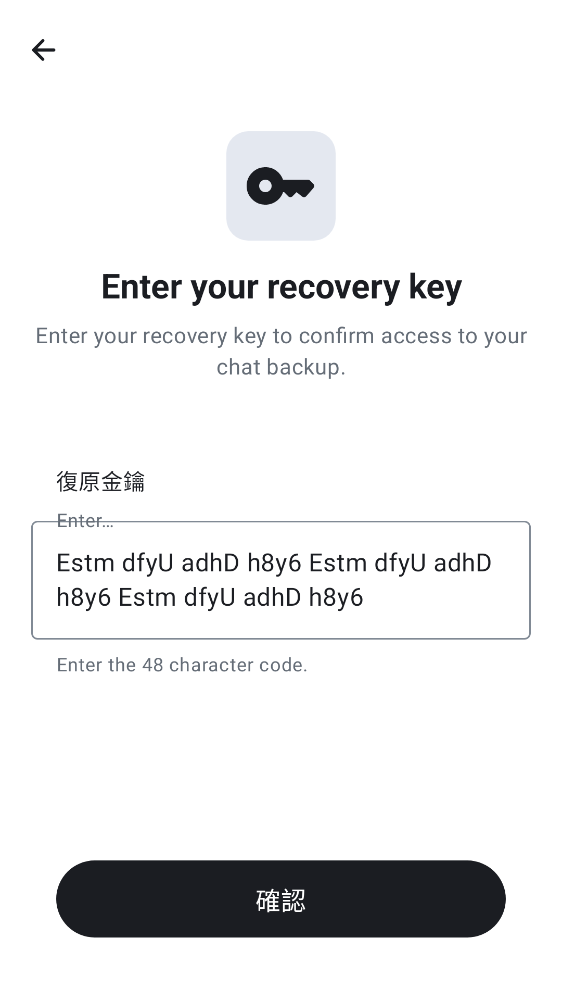 Enter your recovery key
Enter your recovery key to confirm access to your
chat backup.
復原金鑰
Enter…
Estm dfyU adhD h8y6 Estm dfyU adhD
h8y6 Estm dfyU adhD h8y6
Enter the 48 character code.
確認